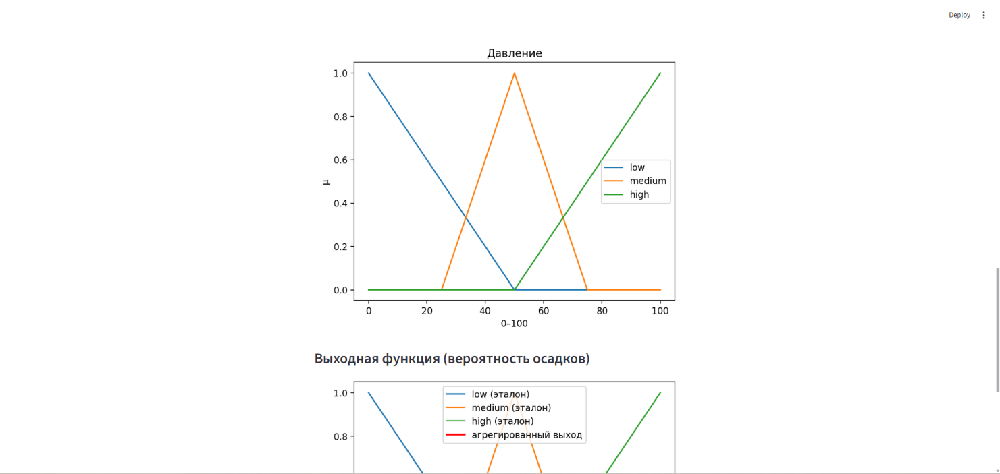 Deploy
Давление
1.0
0.8
0.6
0.4
0.2
0.0
μ
low
medium
high
0 20 40 60 80 100
0–100
Выходная функция (вероятность осадков)
1.0
0.8
low (эталон)
medium (эталон)
high (эталон)
агрегированный выход